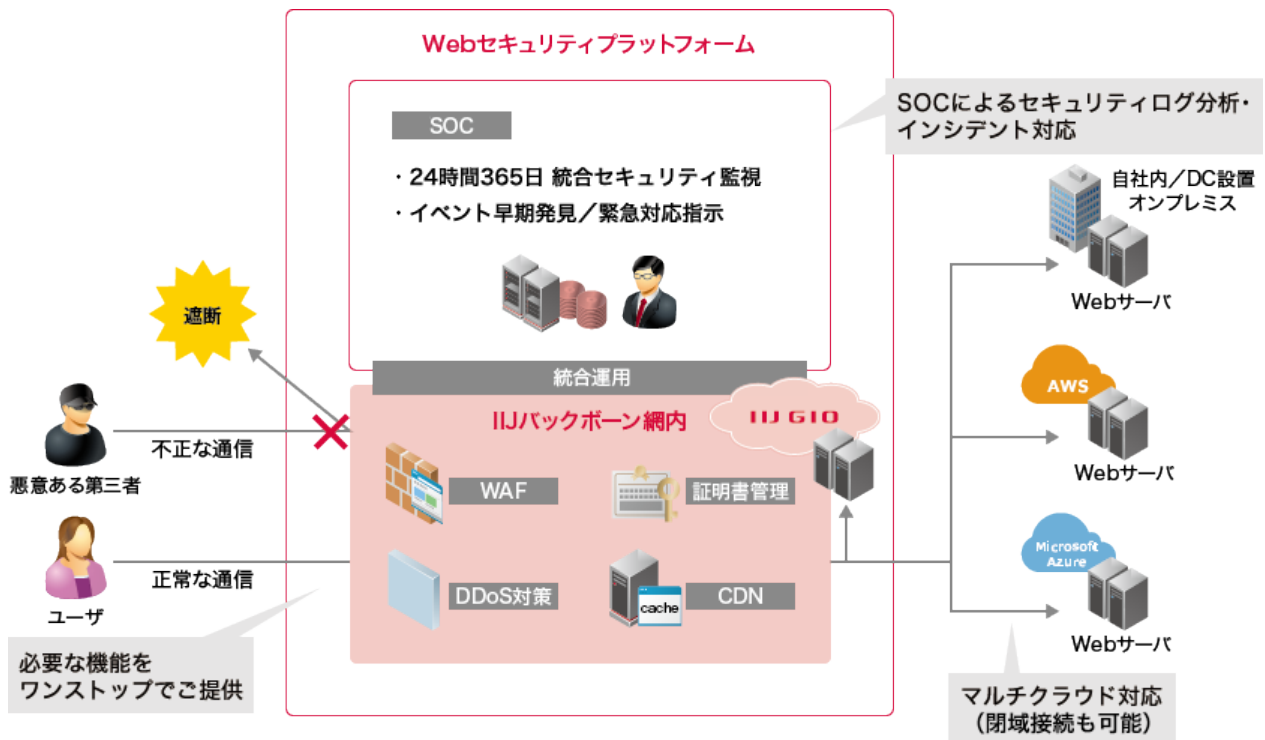 Webセキュリティプラットフォーム
SOC
・24時間365日 統合セキュリティ監視
・イベント早期発見／緊急対応指示
SOCによるセキュリティログ分析・
インシデント対応
自社内／DC設置
オンプレミス
Webサーバ
遮断
統合運用
IIJバックボーン網内
IIJ GIO
AWS
Webサーバ
不正な通信
悪意ある第三者
WAF
証明書管理
Microsoft
Azure
Webサーバ
正常な通信
ユーザ
DDoS対策
cache
CDN
必要な機能を
ワンストップでご提供
マルチクラウド対応
（閉域接続も可能）